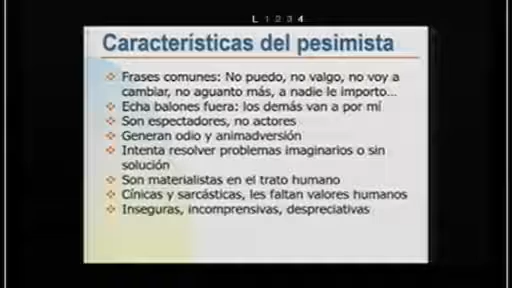 L 1 2 3 4
Características del pesimista
Frases comunes: No puedo, no valgo, no voy a
cambiar, no aguanto más, a nadie le importo...
Echa balones fuera: los demás van a por mí
Son espectadores, no actores
Generan odio y animadversión
Intenta resolver problemas imaginarios o sin
solución
Son materialistas en el trato humano
Cínicas y sarcásticas, les faltan valores humanos
Inseguras, incomprensivas, despreciativas